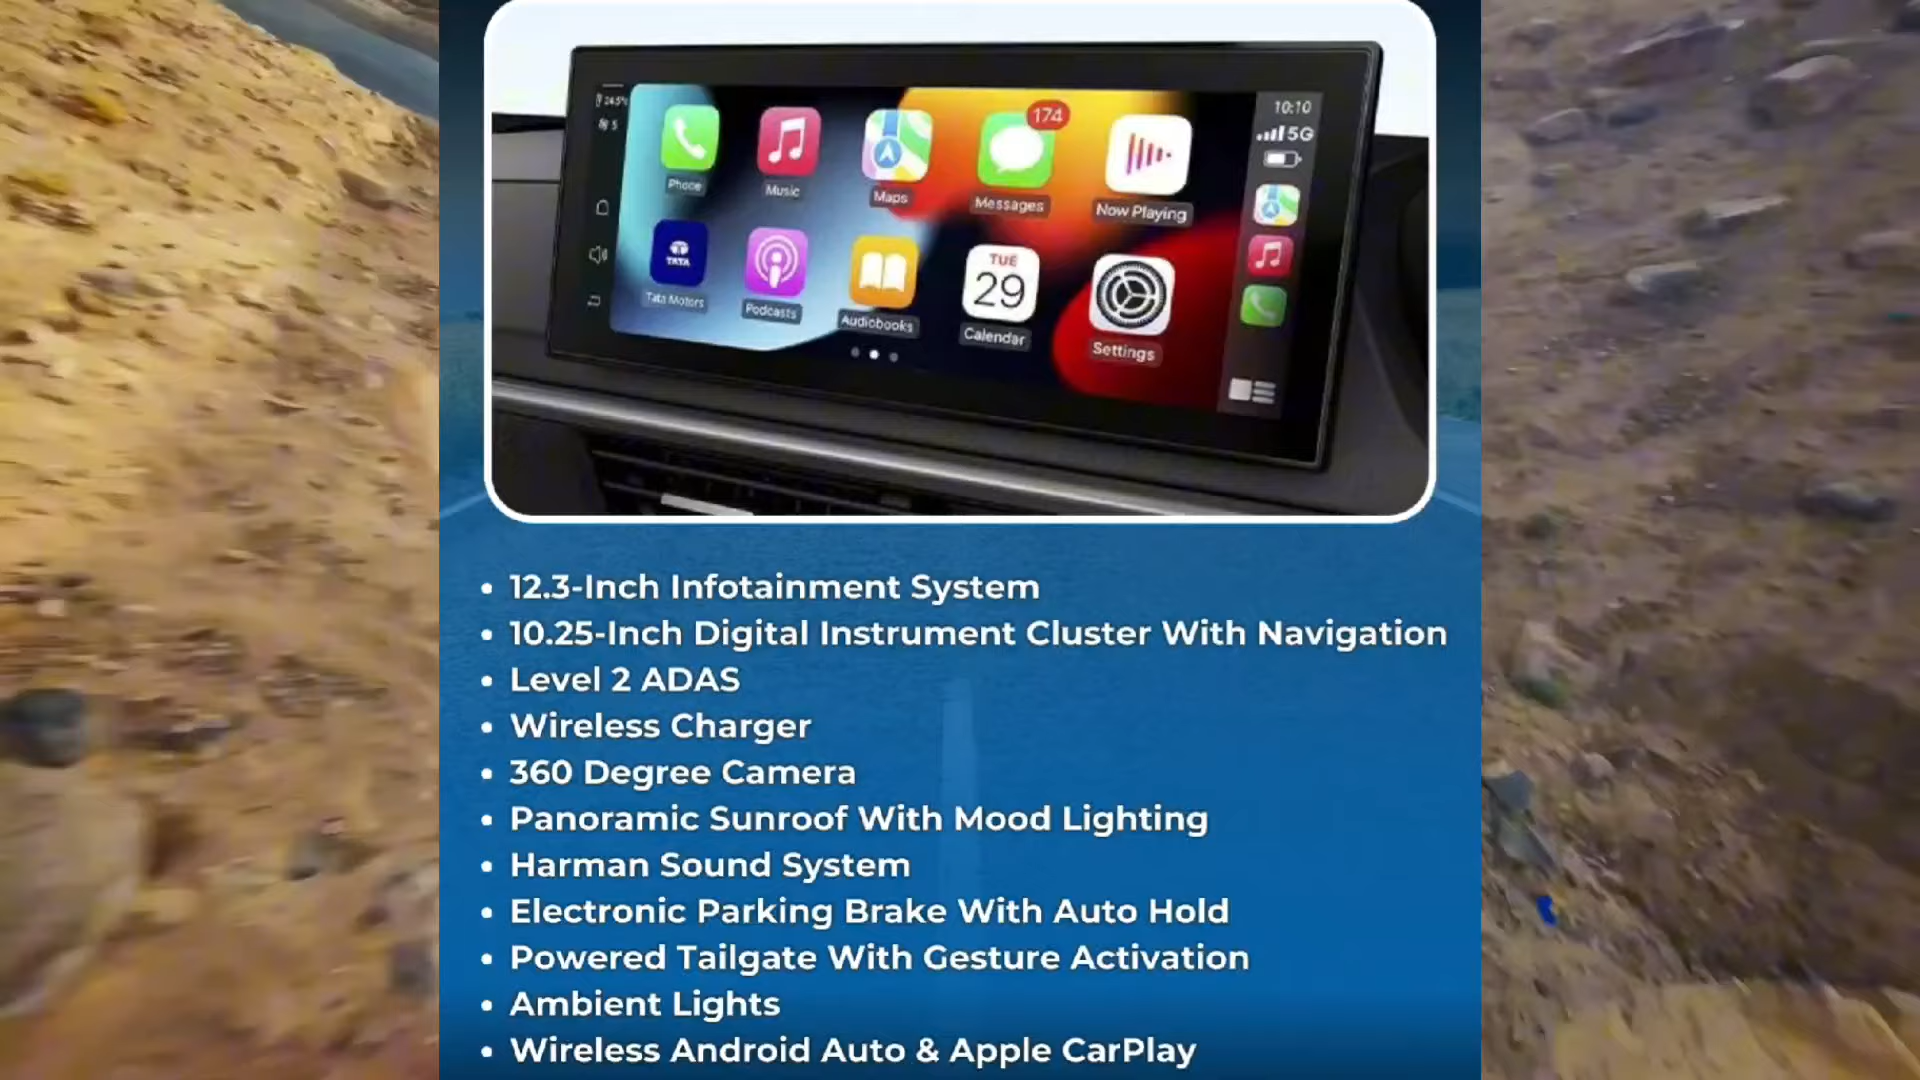 24.5°c
5
Phone
Music
Maps
174
Messages
Now Playing
10:10
5G
TATA
Tata Motors
Podcasts
Audiobooks
TUE
29
Calendar
Settings
• 12.3-Inch Infotainment System
• 10.25-Inch Digital Instrument Cluster With Navigation
• Level 2 ADAS
• Wireless Charger
• 360 Degree Camera
• Panoramic Sunroof With Mood Lighting
• Harman Sound System
• Electronic Parking Brake With Auto Hold
• Powered Tailgate With Gesture Activation
• Ambient Lights
• Wireless Android Auto & Apple CarPlay